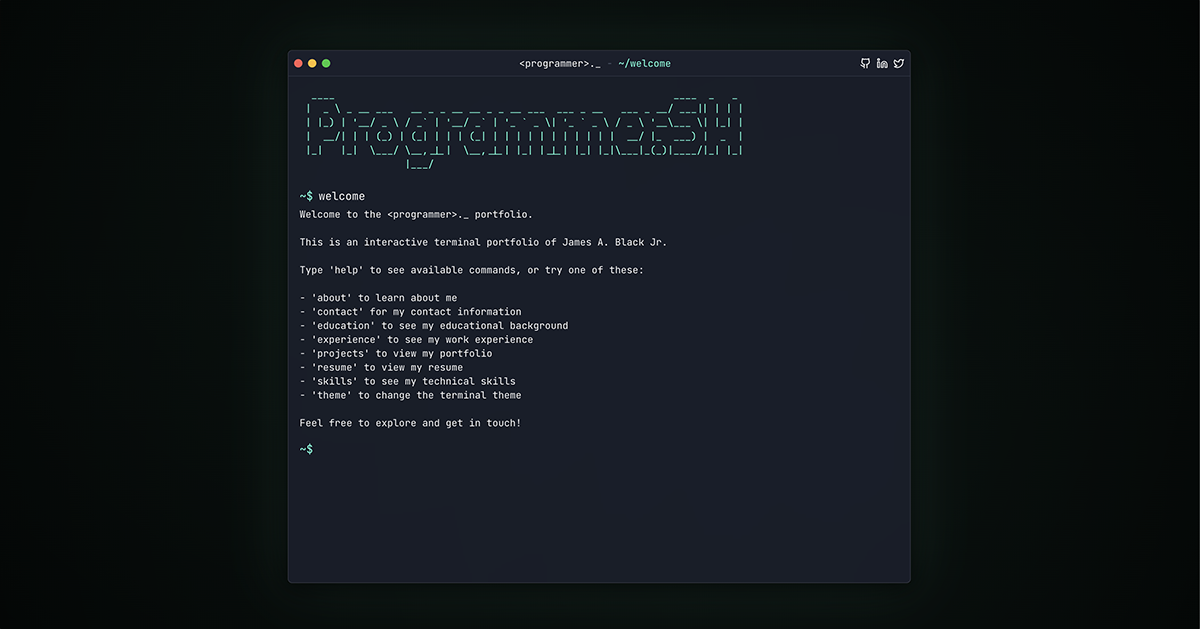 <programmer>._ - ~/welcome
Programmer.SH
~$ welcome
Welcome to the <programmer>._ portfolio.
This is an interactive terminal portfolio of James A. Black Jr.
Type 'help' to see available commands, or try one of these:
- 'about' to learn about me
- 'contact' for my contact information
- 'education' to see my educational background
- 'experience' to see my work experience
- 'projects' to view my portfolio
- 'resume' to view my resume
- 'skills' to see my technical skills
- 'theme' to change the terminal theme
Feel free to explore and get in touch!
~$